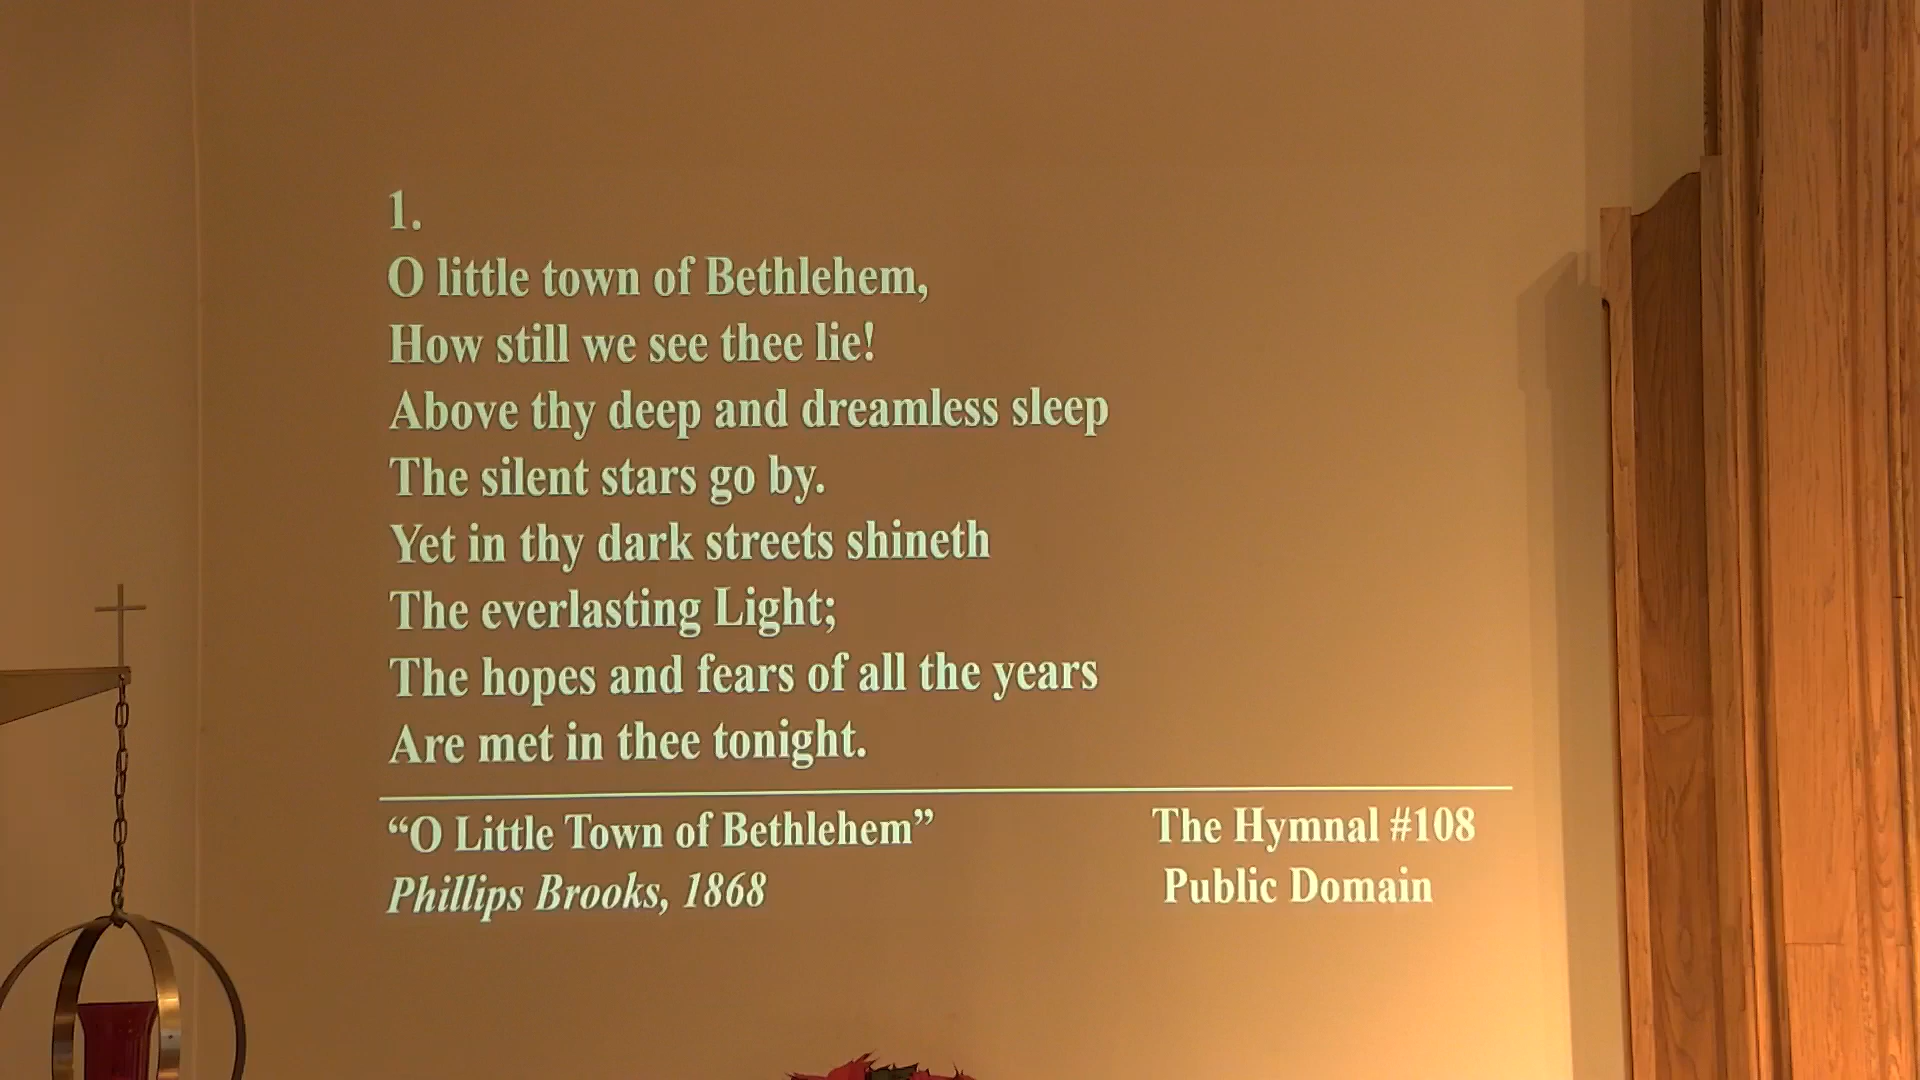 1.
O little town of Bethlehem,
How still we see thee lie!
Above thy deep and dreamless sleep
The silent stars go by.
Yet in thy dark streets shineth
The everlasting Light;
The hopes and fears of all the years
Are met in thee tonight.
“O Little Town of Bethlehem” The Hymnal #108
Phillips Brooks, 1868 Public Domain